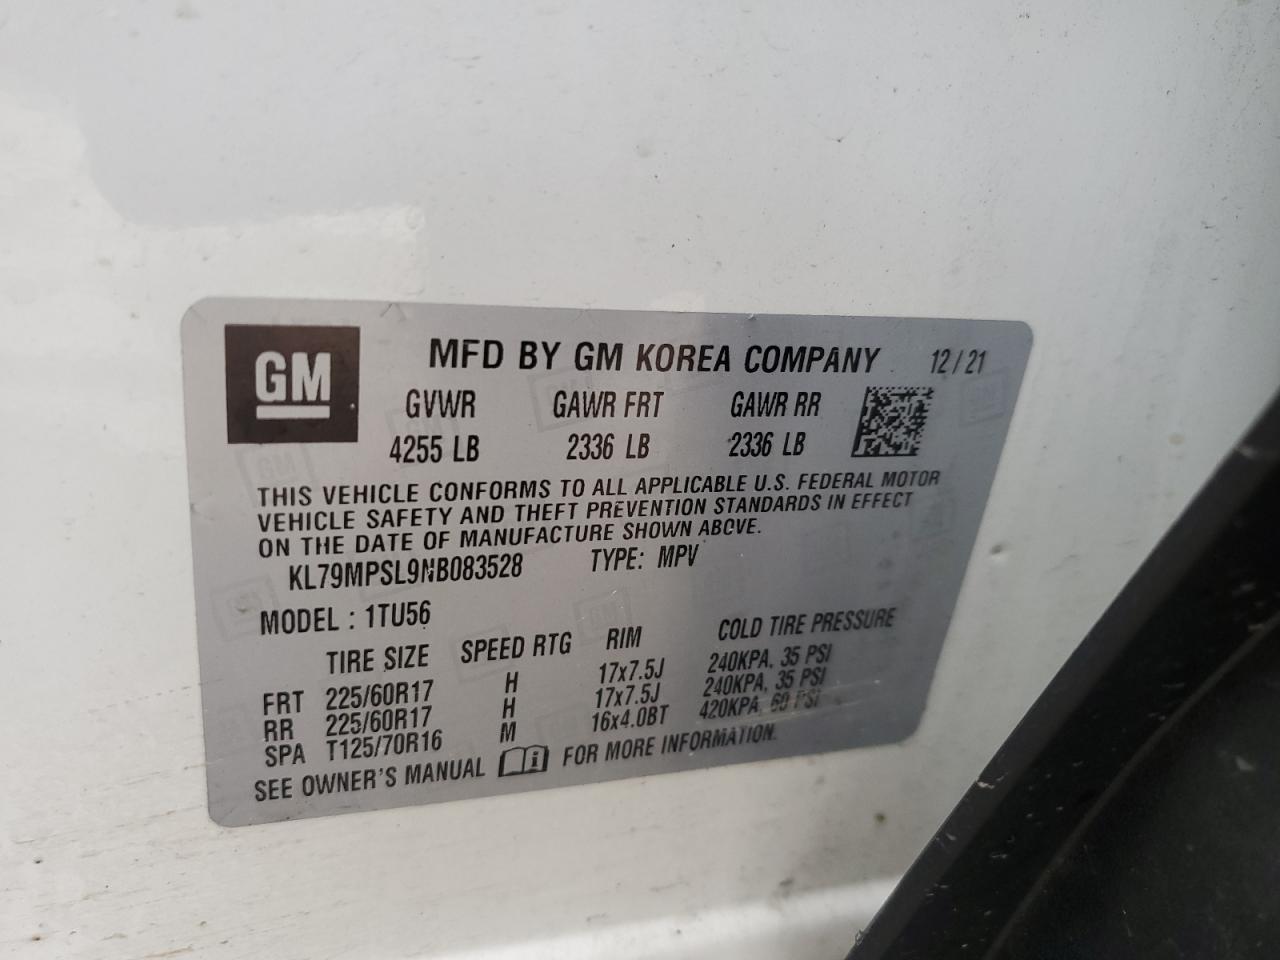 GM
MFD BY GM KOREA COMPANY 12/21
GVWR GAWR FRT GAWR RR
4255 LB 2336 LB 2336 LB
THIS VEHICLE CONFORMS TO ALL APPLICABLE U.S. FEDERAL MOTOR
VEHICLE SAFETY AND THEFT PREVENTION STANDARDS IN EFFECT
ON THE DATE OF MANUFACTURE SHOWN ABOVE.
KL79MPSL9NB083528 TYPE: MPV
MODEL : 1TU56
TIRE SIZE SPEED RTG RIM COLD TIRE PRESSURE
FRT 225/60R17 H 17x7.5J 240KPA, 35 PSI
RR 225/60R17 H 17x7.5J 240KPA, 35 PSI
SPA T125/70R16 M 16x4.0BT 420KPA, 60 PSI
SEE OWNER'S MANUAL FOR MORE INFORMATION.